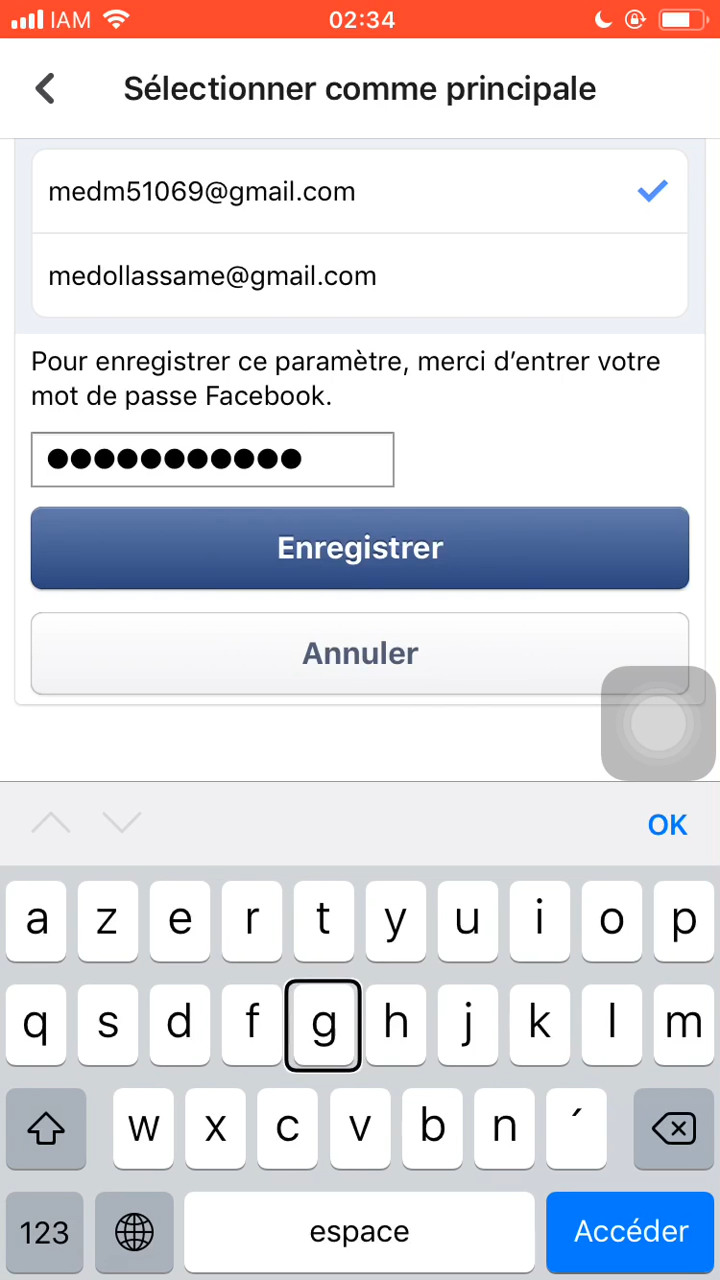 IAM 02:34
Sélectionner comme principale
medm51069@gmail.com
medollassame@gmail.com
Pour enregistrer ce paramètre, merci d’entrer votre
mot de passe Facebook.
●●●●●●●●●●●
Enregistrer
Annuler
OK
a z e r t y u i o p
q s d f g h j k l m
w x c v b n ´
123 espace Accéder